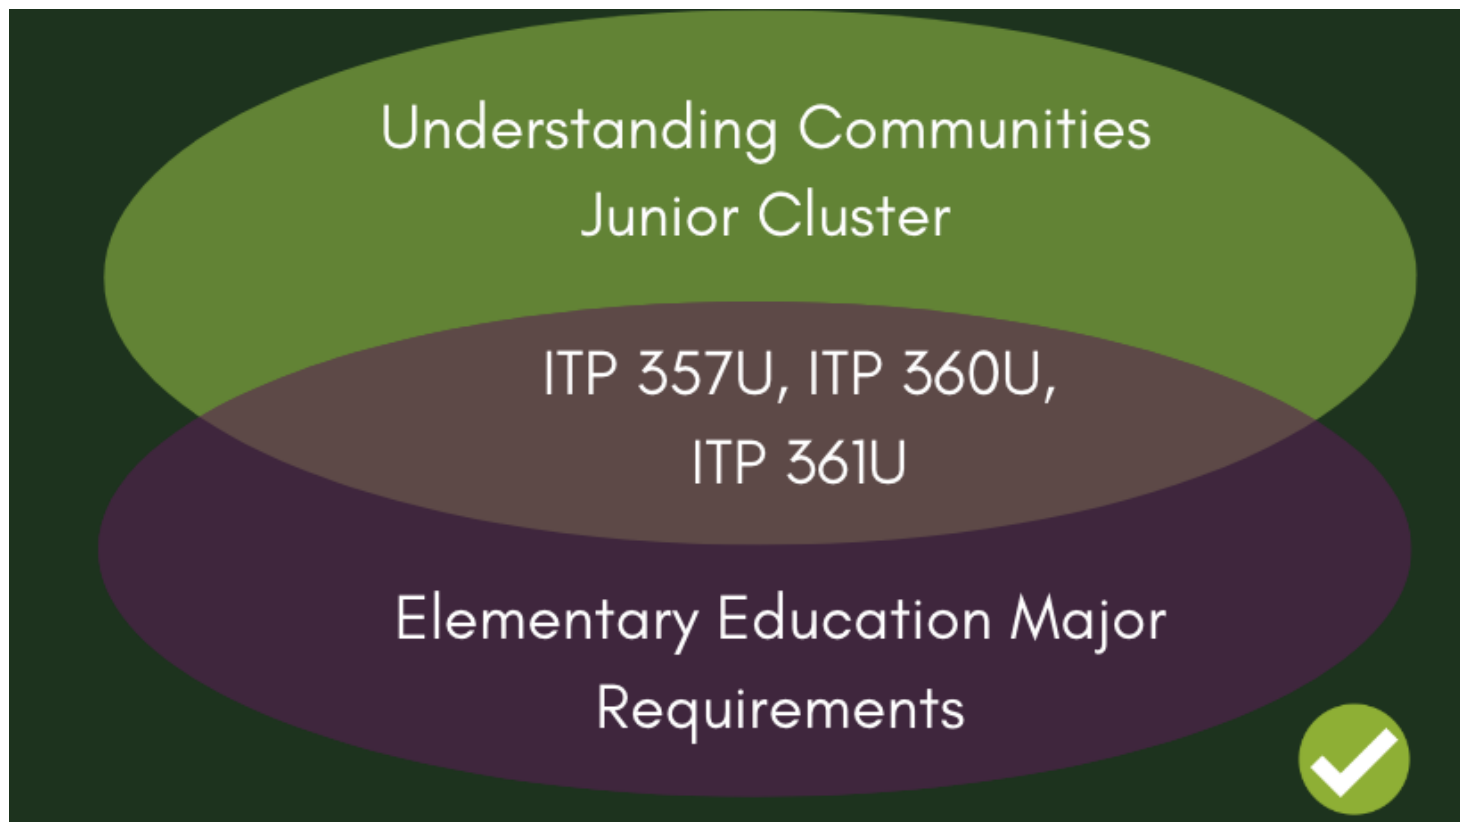 Understanding Communities
Junior Cluster
ITP 357U, ITP 360U,
ITP 361U
Elementary Education Major
Requirements